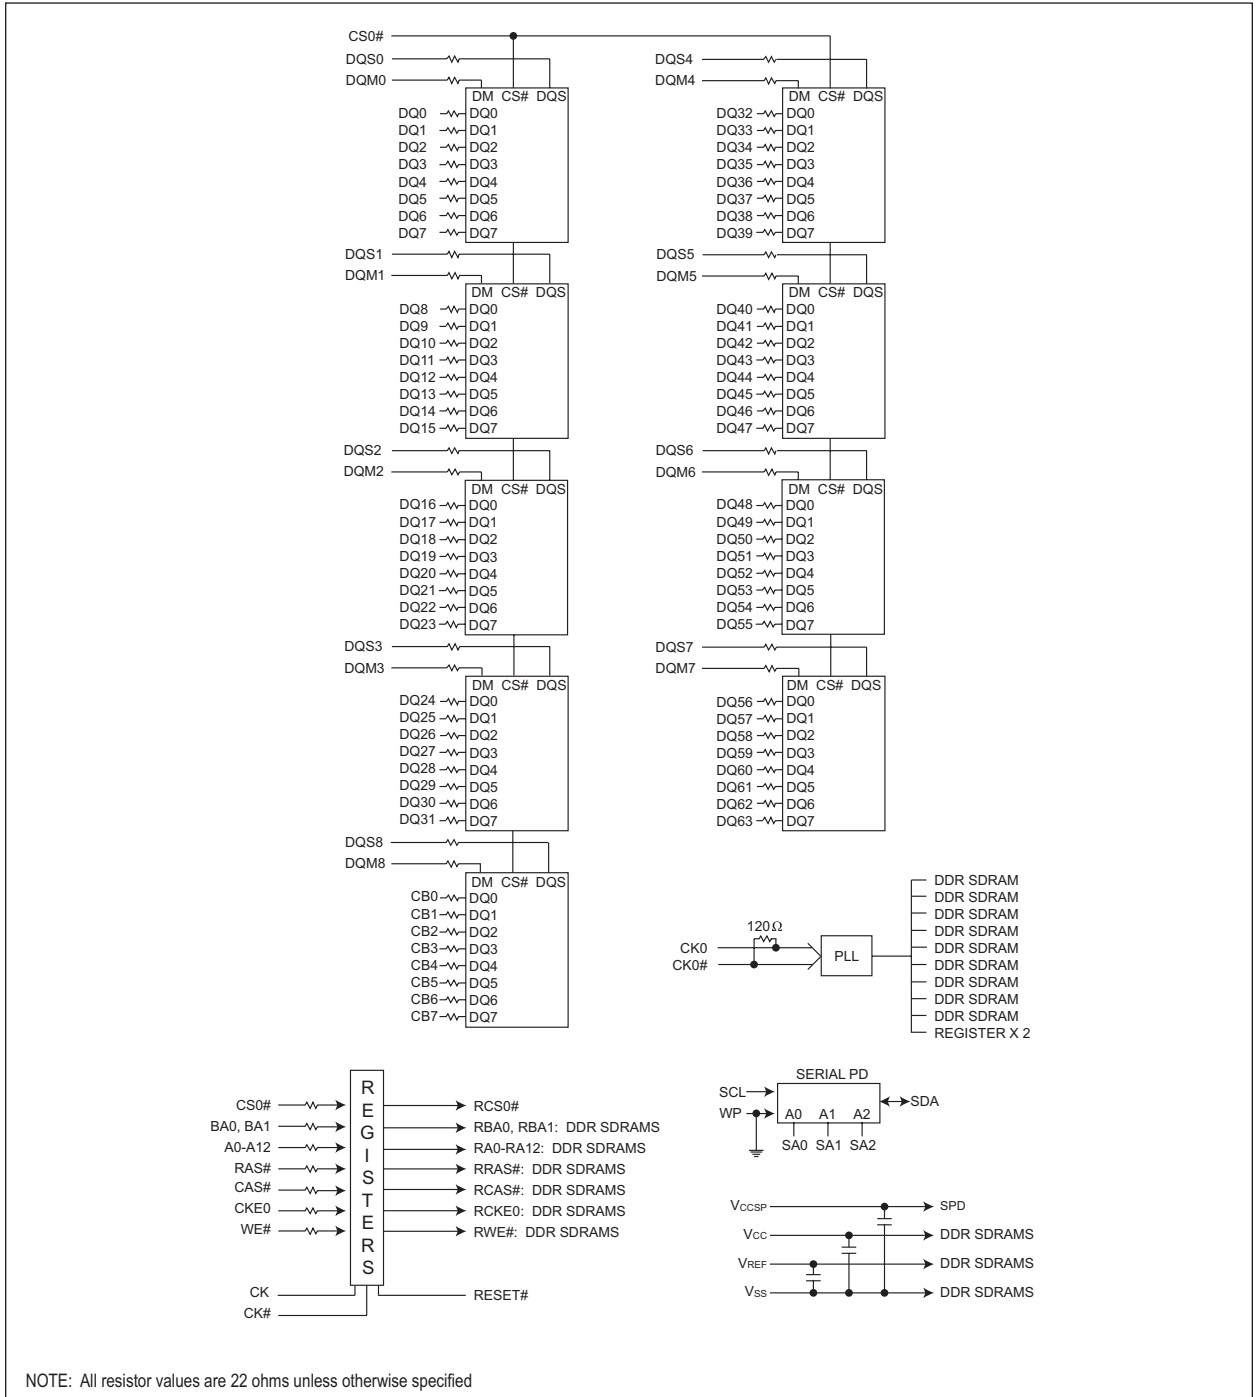 CS0#
DQS0
DQM0
DM CS# DQS
DQ0 DQ0
DQ1 DQ1
DQ2 DQ2
DQ3 DQ3
DQ4 DQ4
DQ5 DQ5
DQ6 DQ6
DQ7 DQ7
DQS1
DQM1
DM CS# DQS
DQ8 DQ0
DQ9 DQ1
DQ10 DQ2
DQ11 DQ3
DQ12 DQ4
DQ13 DQ5
DQ14 DQ6
DQ15 DQ7
DQS2
DQM2
DM CS# DQS
DQ16 DQ0
DQ17 DQ1
DQ18 DQ2
DQ19 DQ3
DQ20 DQ4
DQ21 DQ5
DQ22 DQ6
DQ23 DQ7
DQS3
DQM3
DM CS# DQS
DQ24 DQ0
DQ25 DQ1
DQ26 DQ2
DQ27 DQ3
DQ28 DQ4
DQ29 DQ5
DQ30 DQ6
DQ31 DQ7
DQS8
DQM8
DM CS# DQS
CB0 DQ0
CB1 DQ1
CB2 DQ2
CB3 DQ3
CB4 DQ4
CB5 DQ5
CB6 DQ6
CB7 DQ7
DQS4
DQM4
DM CS# DQS
DQ32 DQ0
DQ33 DQ1
DQ34 DQ2
DQ35 DQ3
DQ36 DQ4
DQ37 DQ5
DQ38 DQ6
DQ39 DQ7
DQS5
DQM5
DM CS# DQS
DQ40 DQ0
DQ41 DQ1
DQ42 DQ2
DQ43 DQ3
DQ44 DQ4
DQ45 DQ5
DQ46 DQ6
DQ47 DQ7
DQS6
DQM6
DM CS# DQS
DQ48 DQ0
DQ49 DQ1
DQ50 DQ2
DQ51 DQ3
DQ52 DQ4
DQ53 DQ5
DQ54 DQ6
DQ55 DQ7
DQS7
DQM7
DM CS# DQS
DQ56 DQ0
DQ57 DQ1
DQ58 DQ2
DQ59 DQ3
DQ60 DQ4
DQ61 DQ5
DQ62 DQ6
DQ63 DQ7
120Ω
CK0
CK0#
PLL
DDR SDRAM
DDR SDRAM
DDR SDRAM
DDR SDRAM
DDR SDRAM
DDR SDRAM
DDR SDRAM
DDR SDRAM
DDR SDRAM
REGISTER X 2
REGISTERS
CS0# RCS0#
BA0, BA1 RBA0, RBA1: DDR SDRAMS
A0-A12 RA0-RA12: DDR SDRAMS
RAS# RRAS#: DDR SDRAMS
CAS# RCAS#: DDR SDRAMS
CKE0 RCKE0: DDR SDRAMS
WE# RWE#: DDR SDRAMS
CK RESET#
CK#
SERIAL PD
SCL
WP
A0 A1 A2
SDA
SA0 SA1 SA2
VCCSP SPD
VCC DDR SDRAMS
VREF DDR SDRAMS
VSS DDR SDRAMS
NOTE: All resistor values are 22 ohms unless otherwise specified